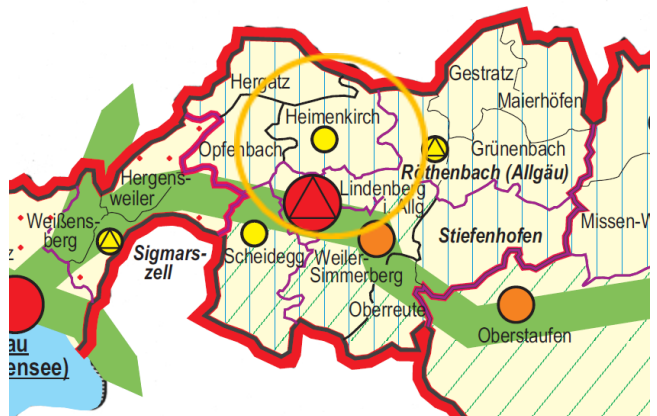 Hergatz
Gestratz
Maierhöfen
Heimenkirch
Opfenbach
Grünenbach
Röthenbach (Allgäu)
Hergens-
weiler
Lindenberg
i. Allg.
Weißens-
berg
Stiefenhofen
Missen-W
Sigmars-
zell
Scheidegg
Weiler-
Simmerberg
z
Oberreute
Oberstaufen
au
ensee)